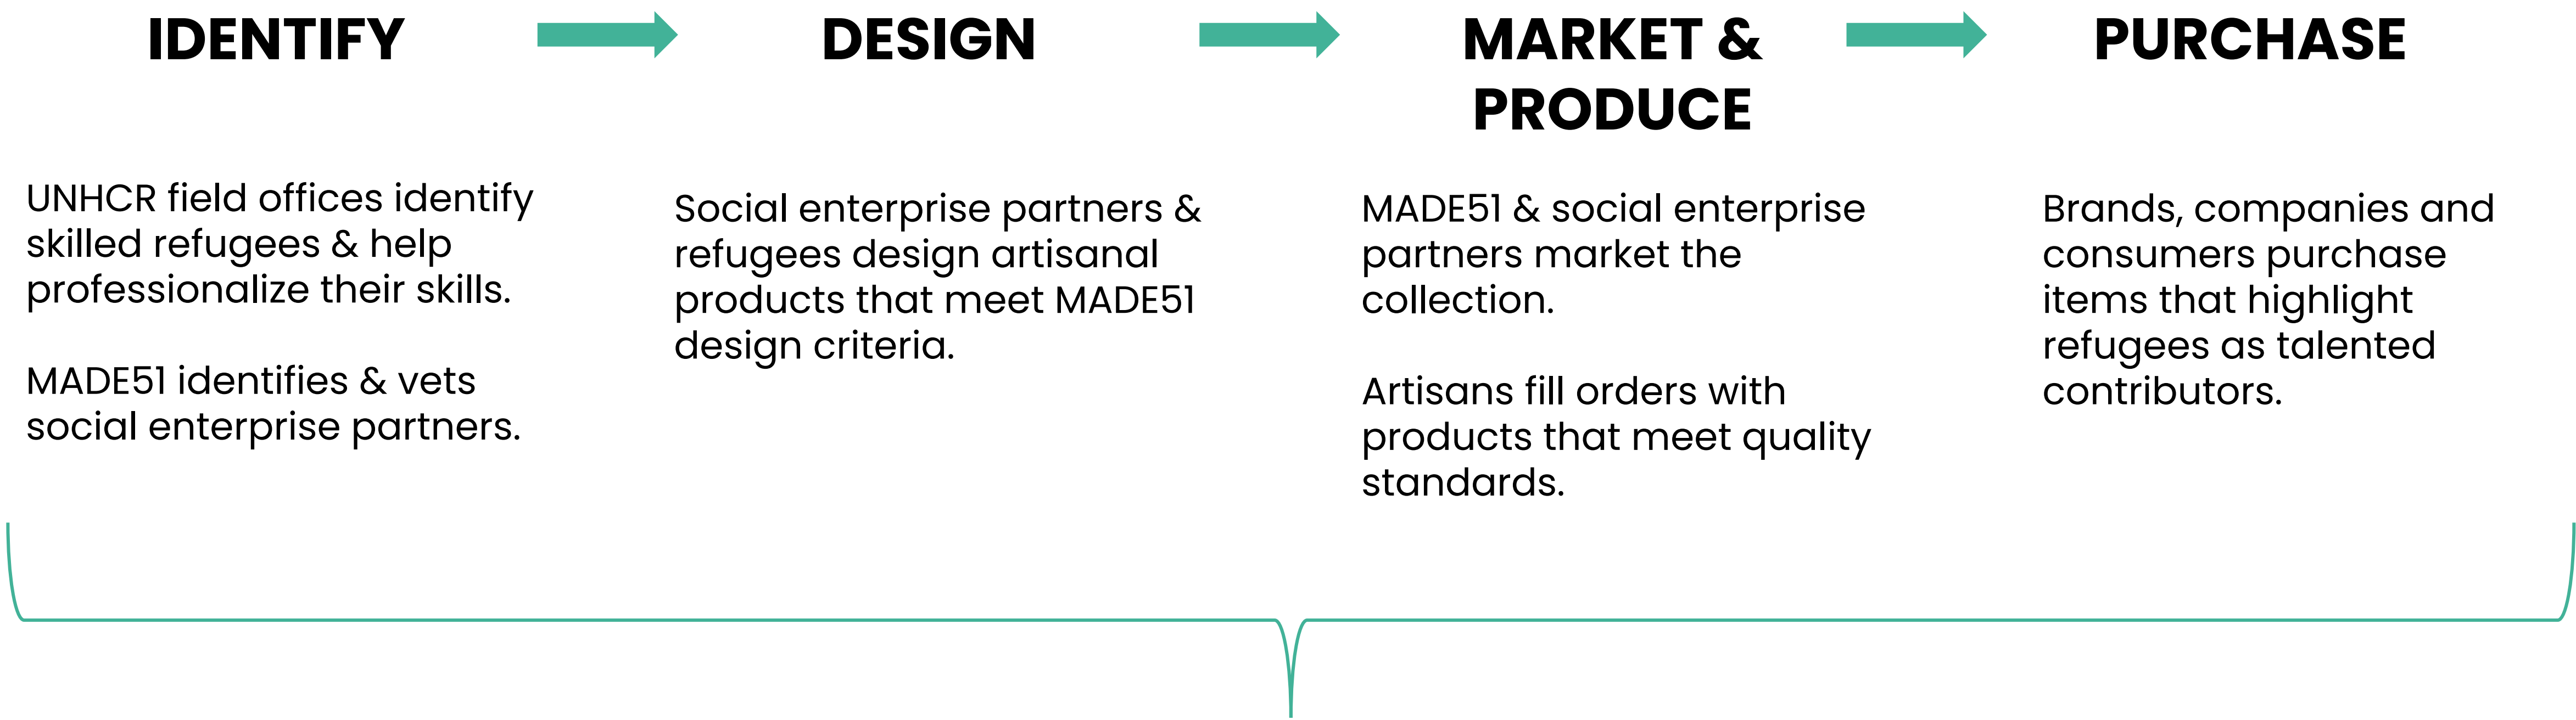 IDENTIFY
UNHCR field offices identify
skilled refugees & help
professionalize their skills.
MADE51 identifies & vets
social enterprise partners.
DESIGN
Social enterprise partners &
refugees design artisanal
products that meet MADE51
design criteria.
MARKET &
PRODUCE
MADE51 & social enterprise
partners market the
collection.
Artisans fill orders with
products that meet quality
standards.
PURCHASE
Brands, companies and
consumers purchase
items that highlight
refugees as talented
contributors.